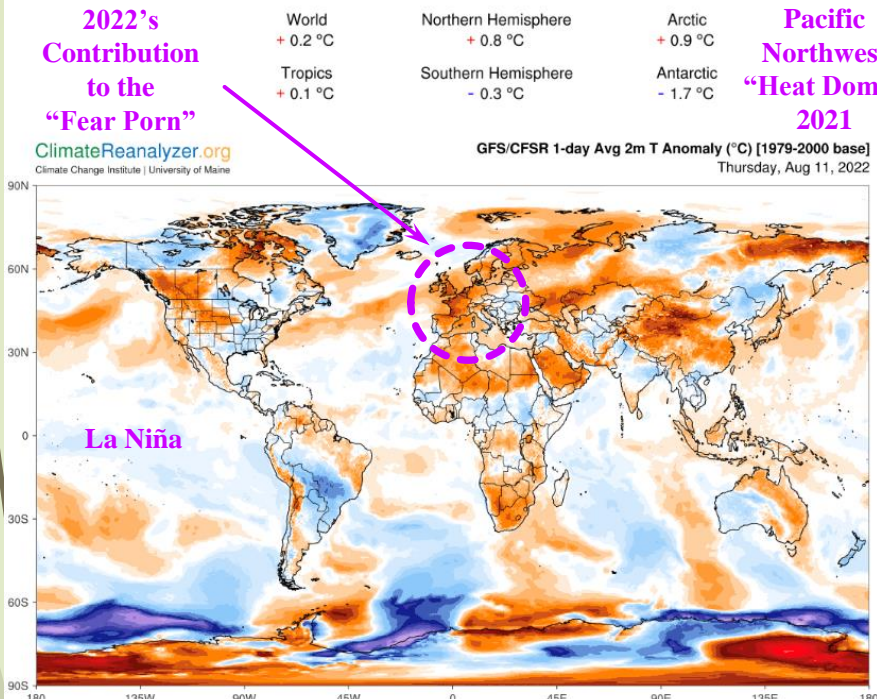 2022's
Contribution
to the
“Fear Porn”
World
+ 0.2 °C
Northern Hemisphere
+ 0.8 °C
Arctic
+ 0.9 °C
Tropics
+ 0.1 °C
Southern Hemisphere
- 0.3 °C
Antarctic
- 1.7 °C
Pacific
Northwes
“Heat Dom
2021
ClimateReanalyzer.org
Climate Change Institute | University of Maine
GFS/CFSR 1-day Avg 2m T Anomaly (°C) [1979-2000 base]
Thursday, Aug 11, 2022
90N
60N
30N
0
30S
60S
90S
La Niña
180 135W 90W 45W 0 45E 90E 135E 180